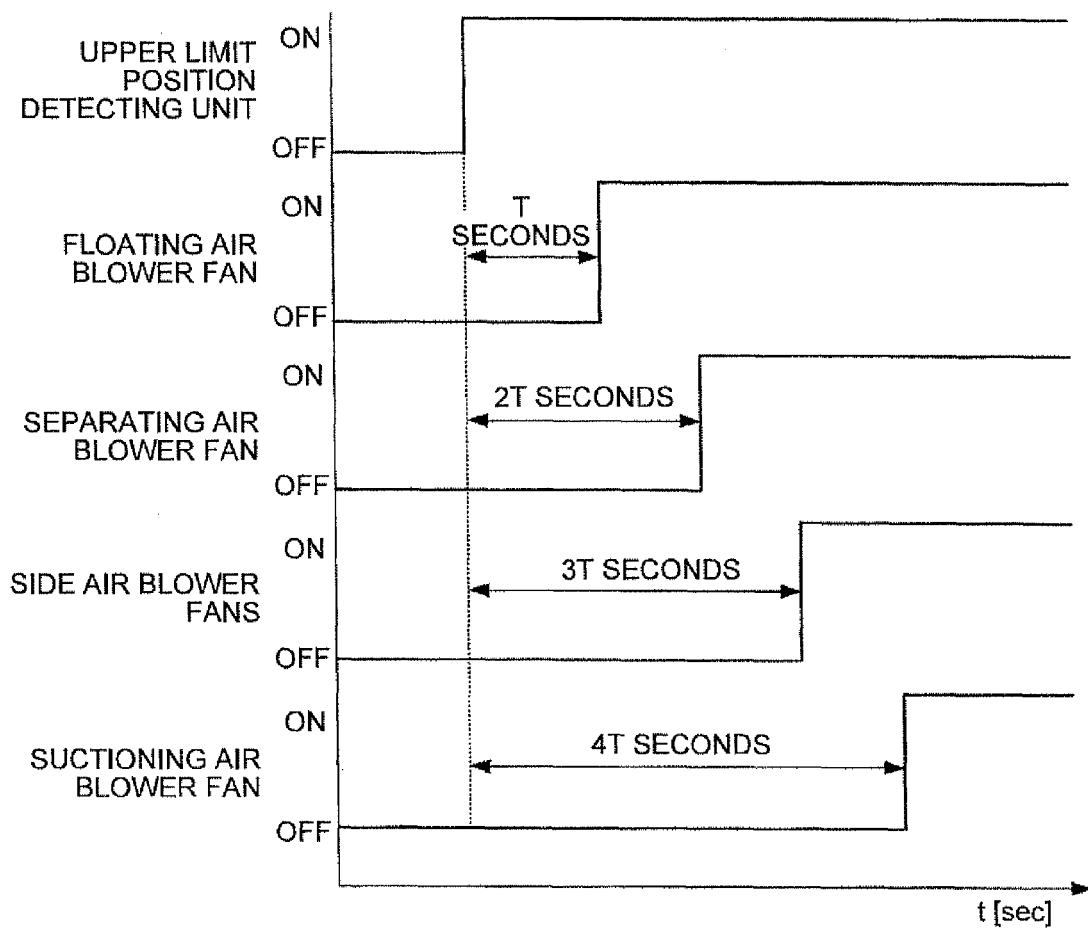 UPPER LIMIT
POSITION
DETECTING UNIT
ON
OFF
FLOATING AIR
BLOWER FAN
ON
OFF
T
SECONDS
SEPARATING AIR
BLOWER FAN
ON
OFF
2T SECONDS
SIDE AIR BLOWER
FANS
ON
OFF
3T SECONDS
SUCTIONING AIR
BLOWER FAN
ON
OFF
4T SECONDS
t [sec]